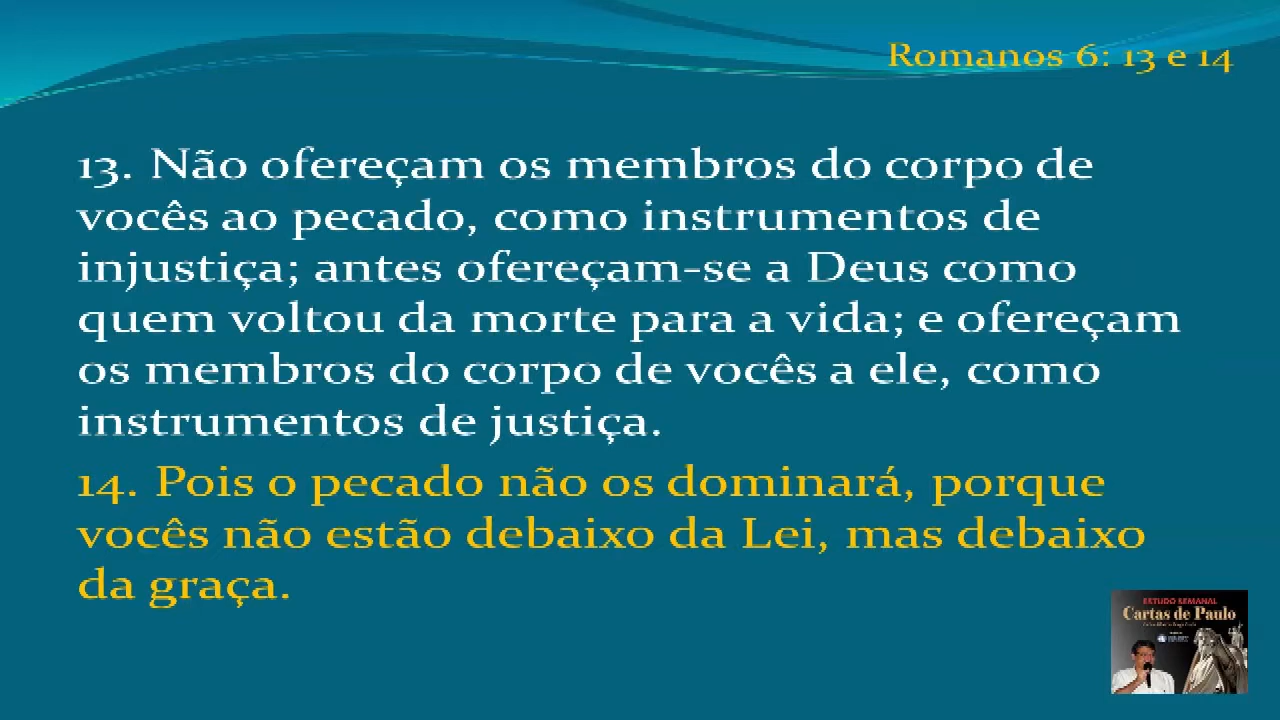 Romanos 6: 13 e 14
13. Não ofereçam os membros do corpo de
vocês ao pecado, como instrumentos de
injustiça; antes ofereçam-se a Deus como
quem voltou da morte para a vida; e ofereçam
os membros do corpo de vocês a ele, como
instrumentos de justiça.
14. Pois o pecado não os dominará, porque
vocês não estão debaixo da Lei, mas debaixo
da graça.
ESTUDO SEMANAL
Cartas de Paulo